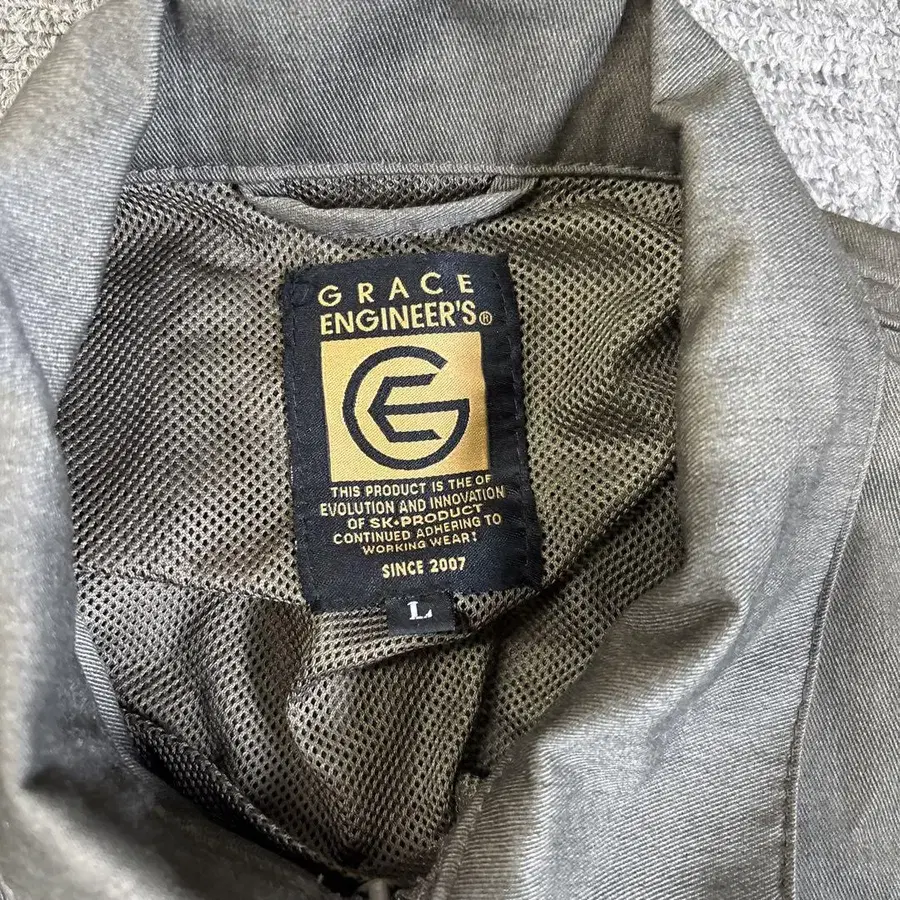 GRACE
ENGINEER'S®
GE
THIS PRODUCT IS THE OF
EVOLUTION AND INNOVATION
OF SK•PRODUCT
CONTINUED ADHERING TO
WORKING WEAR!
SINCE 2007
L